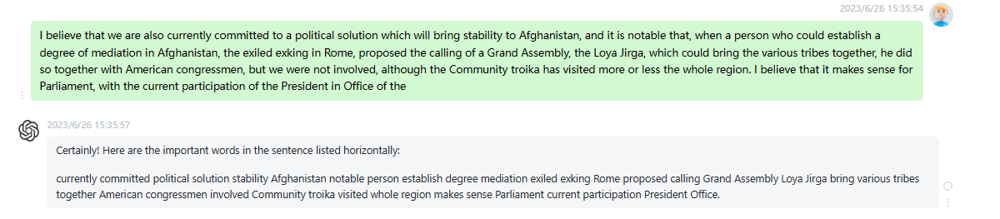 2023/6/26 15:35:54
I believe that we are also currently committed to a political solution which will bring stability to Afghanistan, and it is notable that, when a person who could establish a
degree of mediation in Afghanistan, the exiled exking in Rome, proposed the calling of a Grand Assembly, the Loya Jirga, which could bring the various tribes together, he did
so together with American congressmen, but we were not involved, although the Community troika has visited more or less the whole region. I believe that it makes sense for
Parliament, with the current participation of the President in Office of the
2023/6/26 15:35:57
Certainly! Here are the important words in the sentence listed horizontally:
currently committed political solution stability Afghanistan notable person establish degree mediation exiled exking Rome proposed calling Grand Assembly Loya Jirga bring various tribes
together American congressmen involved Community troika visited whole region makes sense Parliament current participation President Office.